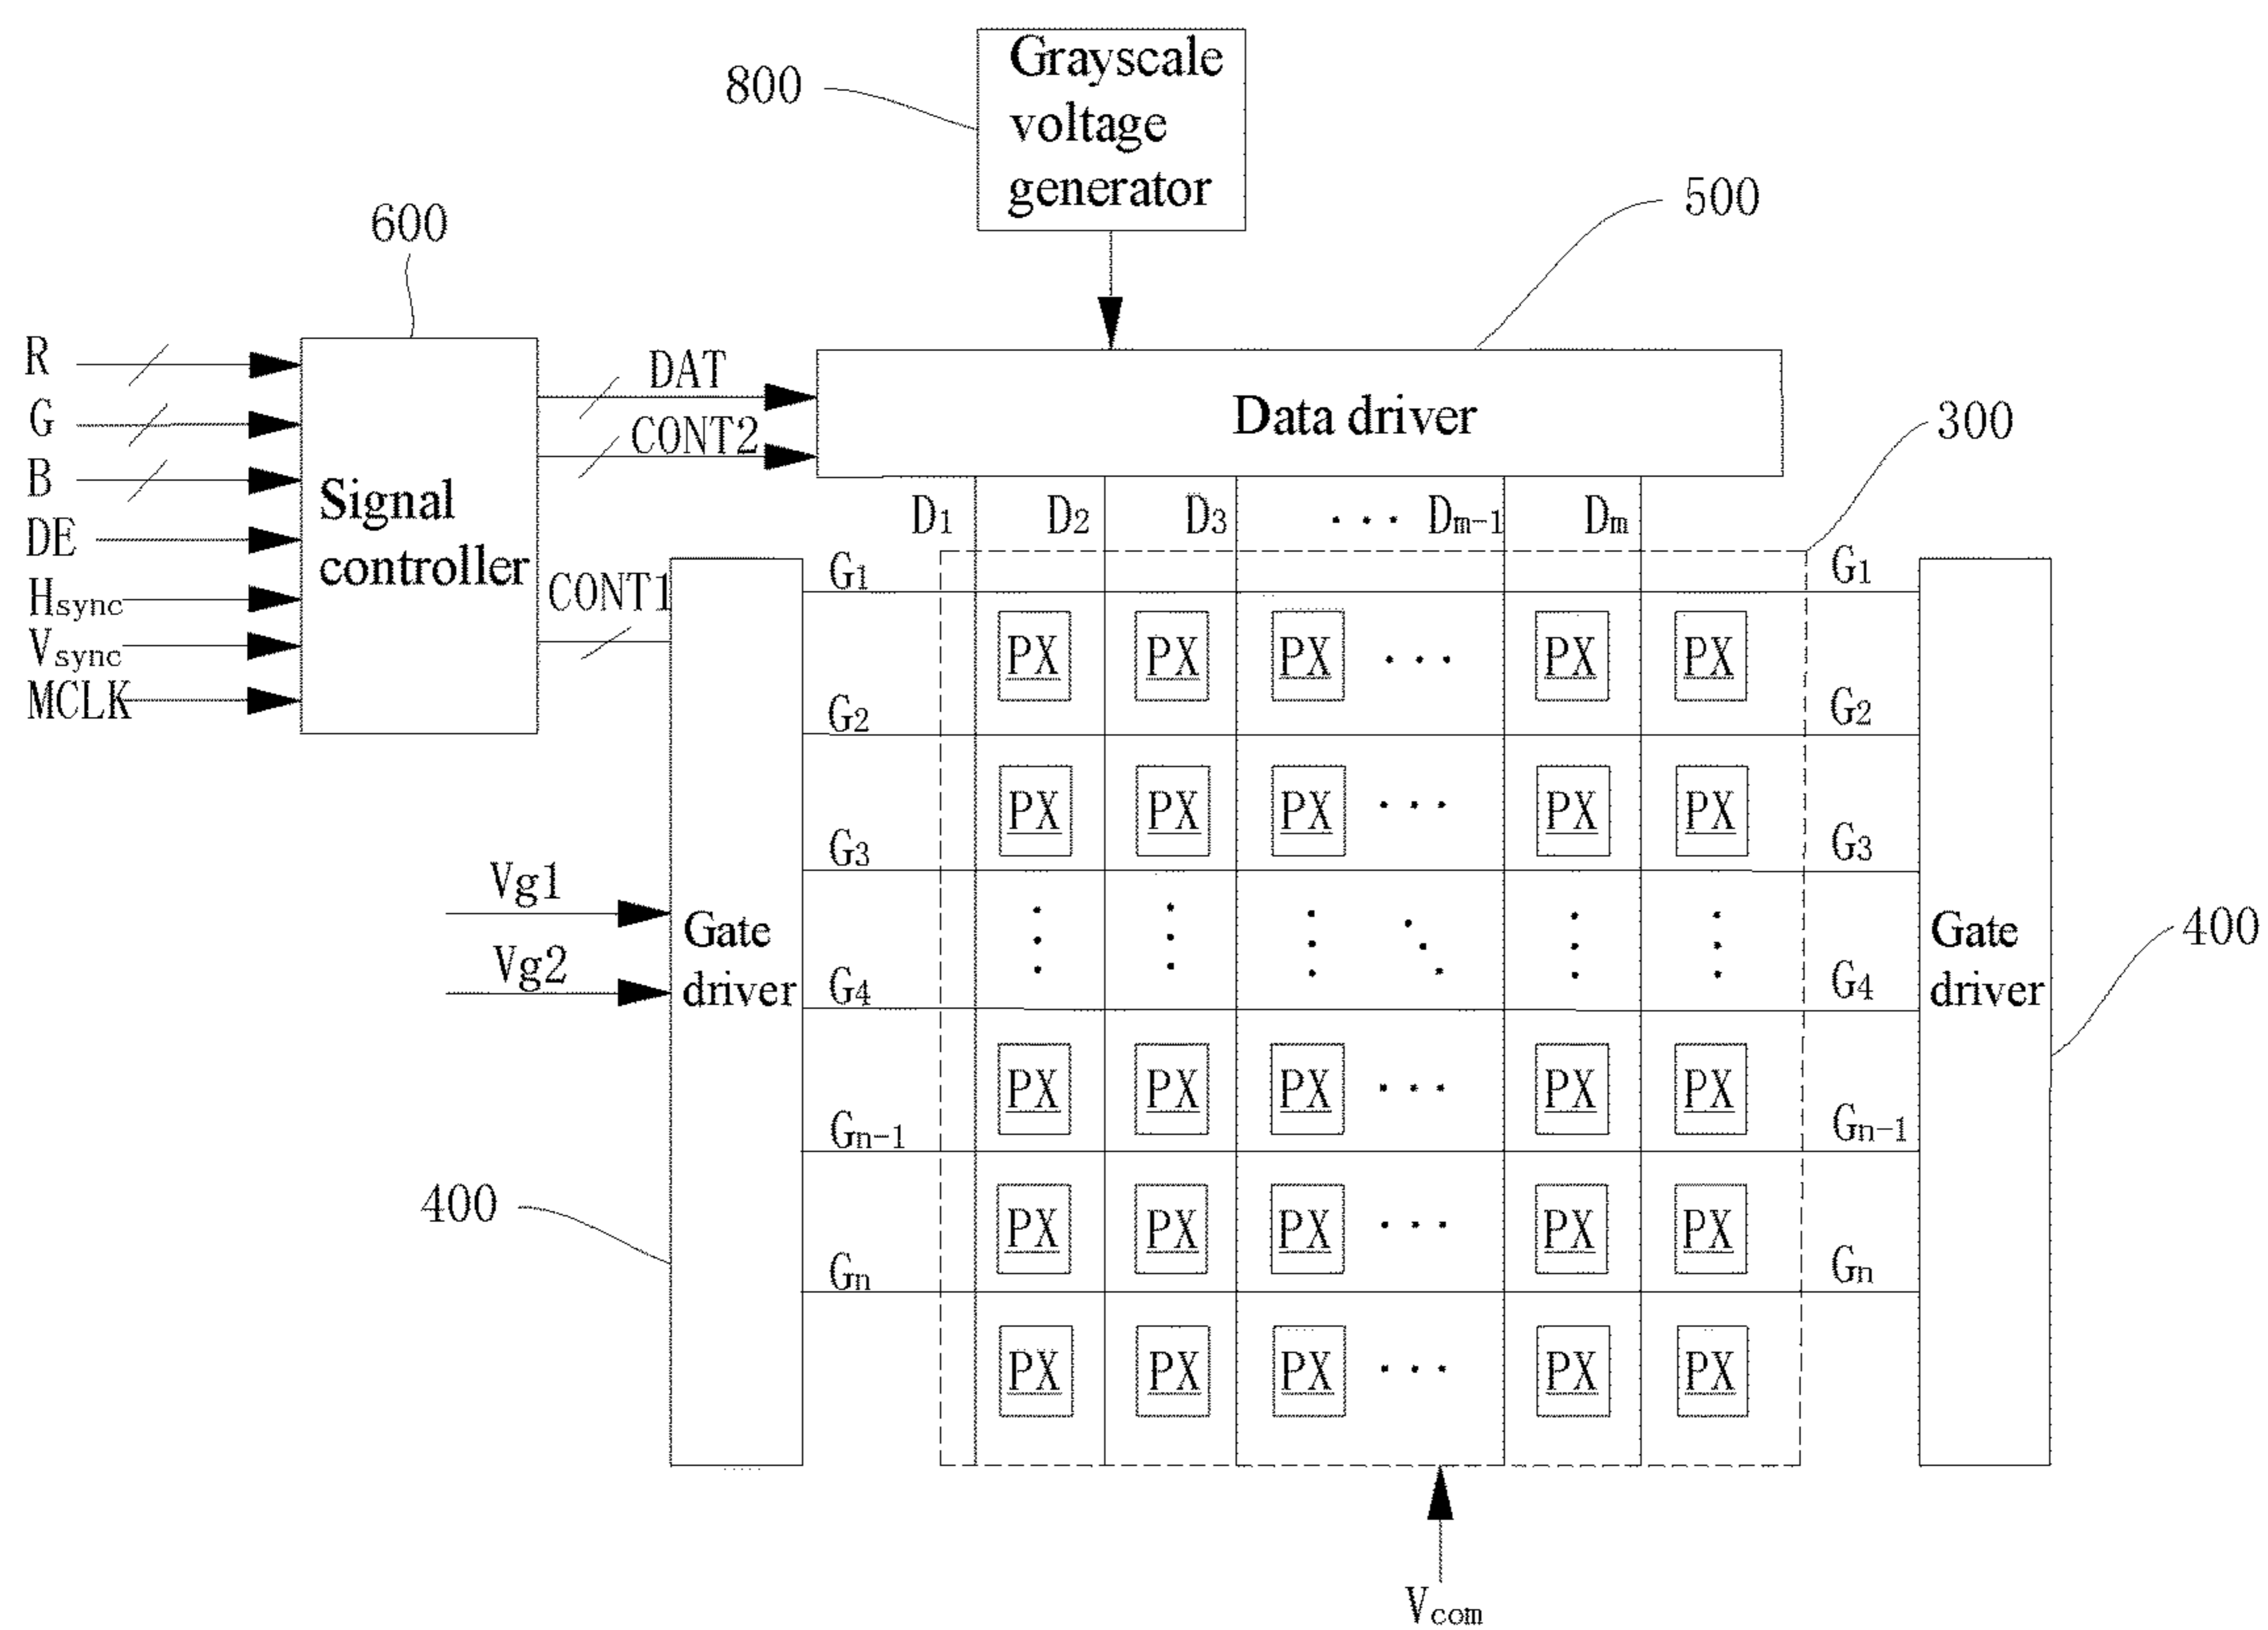 800
Grayscale
voltage
generator
600
500
R
G
B
DE
Hsync
Vsync
MCLK
Signal
controller
DAT
CONT2
CONT1
Data driver
300
D1 D2 D3 ... Dm-1 Dm
G1 G1
PX PX PX ... PX PX
G2 G2
PX PX PX ... PX PX
G3 G3
Vg1
Vg2
Gate
driver
Gate
driver
400
G4 G4
PX PX PX ... PX PX
Gn-1 Gn-1
400
PX PX PX ... PX PX
Gn Gn
PX PX PX ... PX PX
Vcom